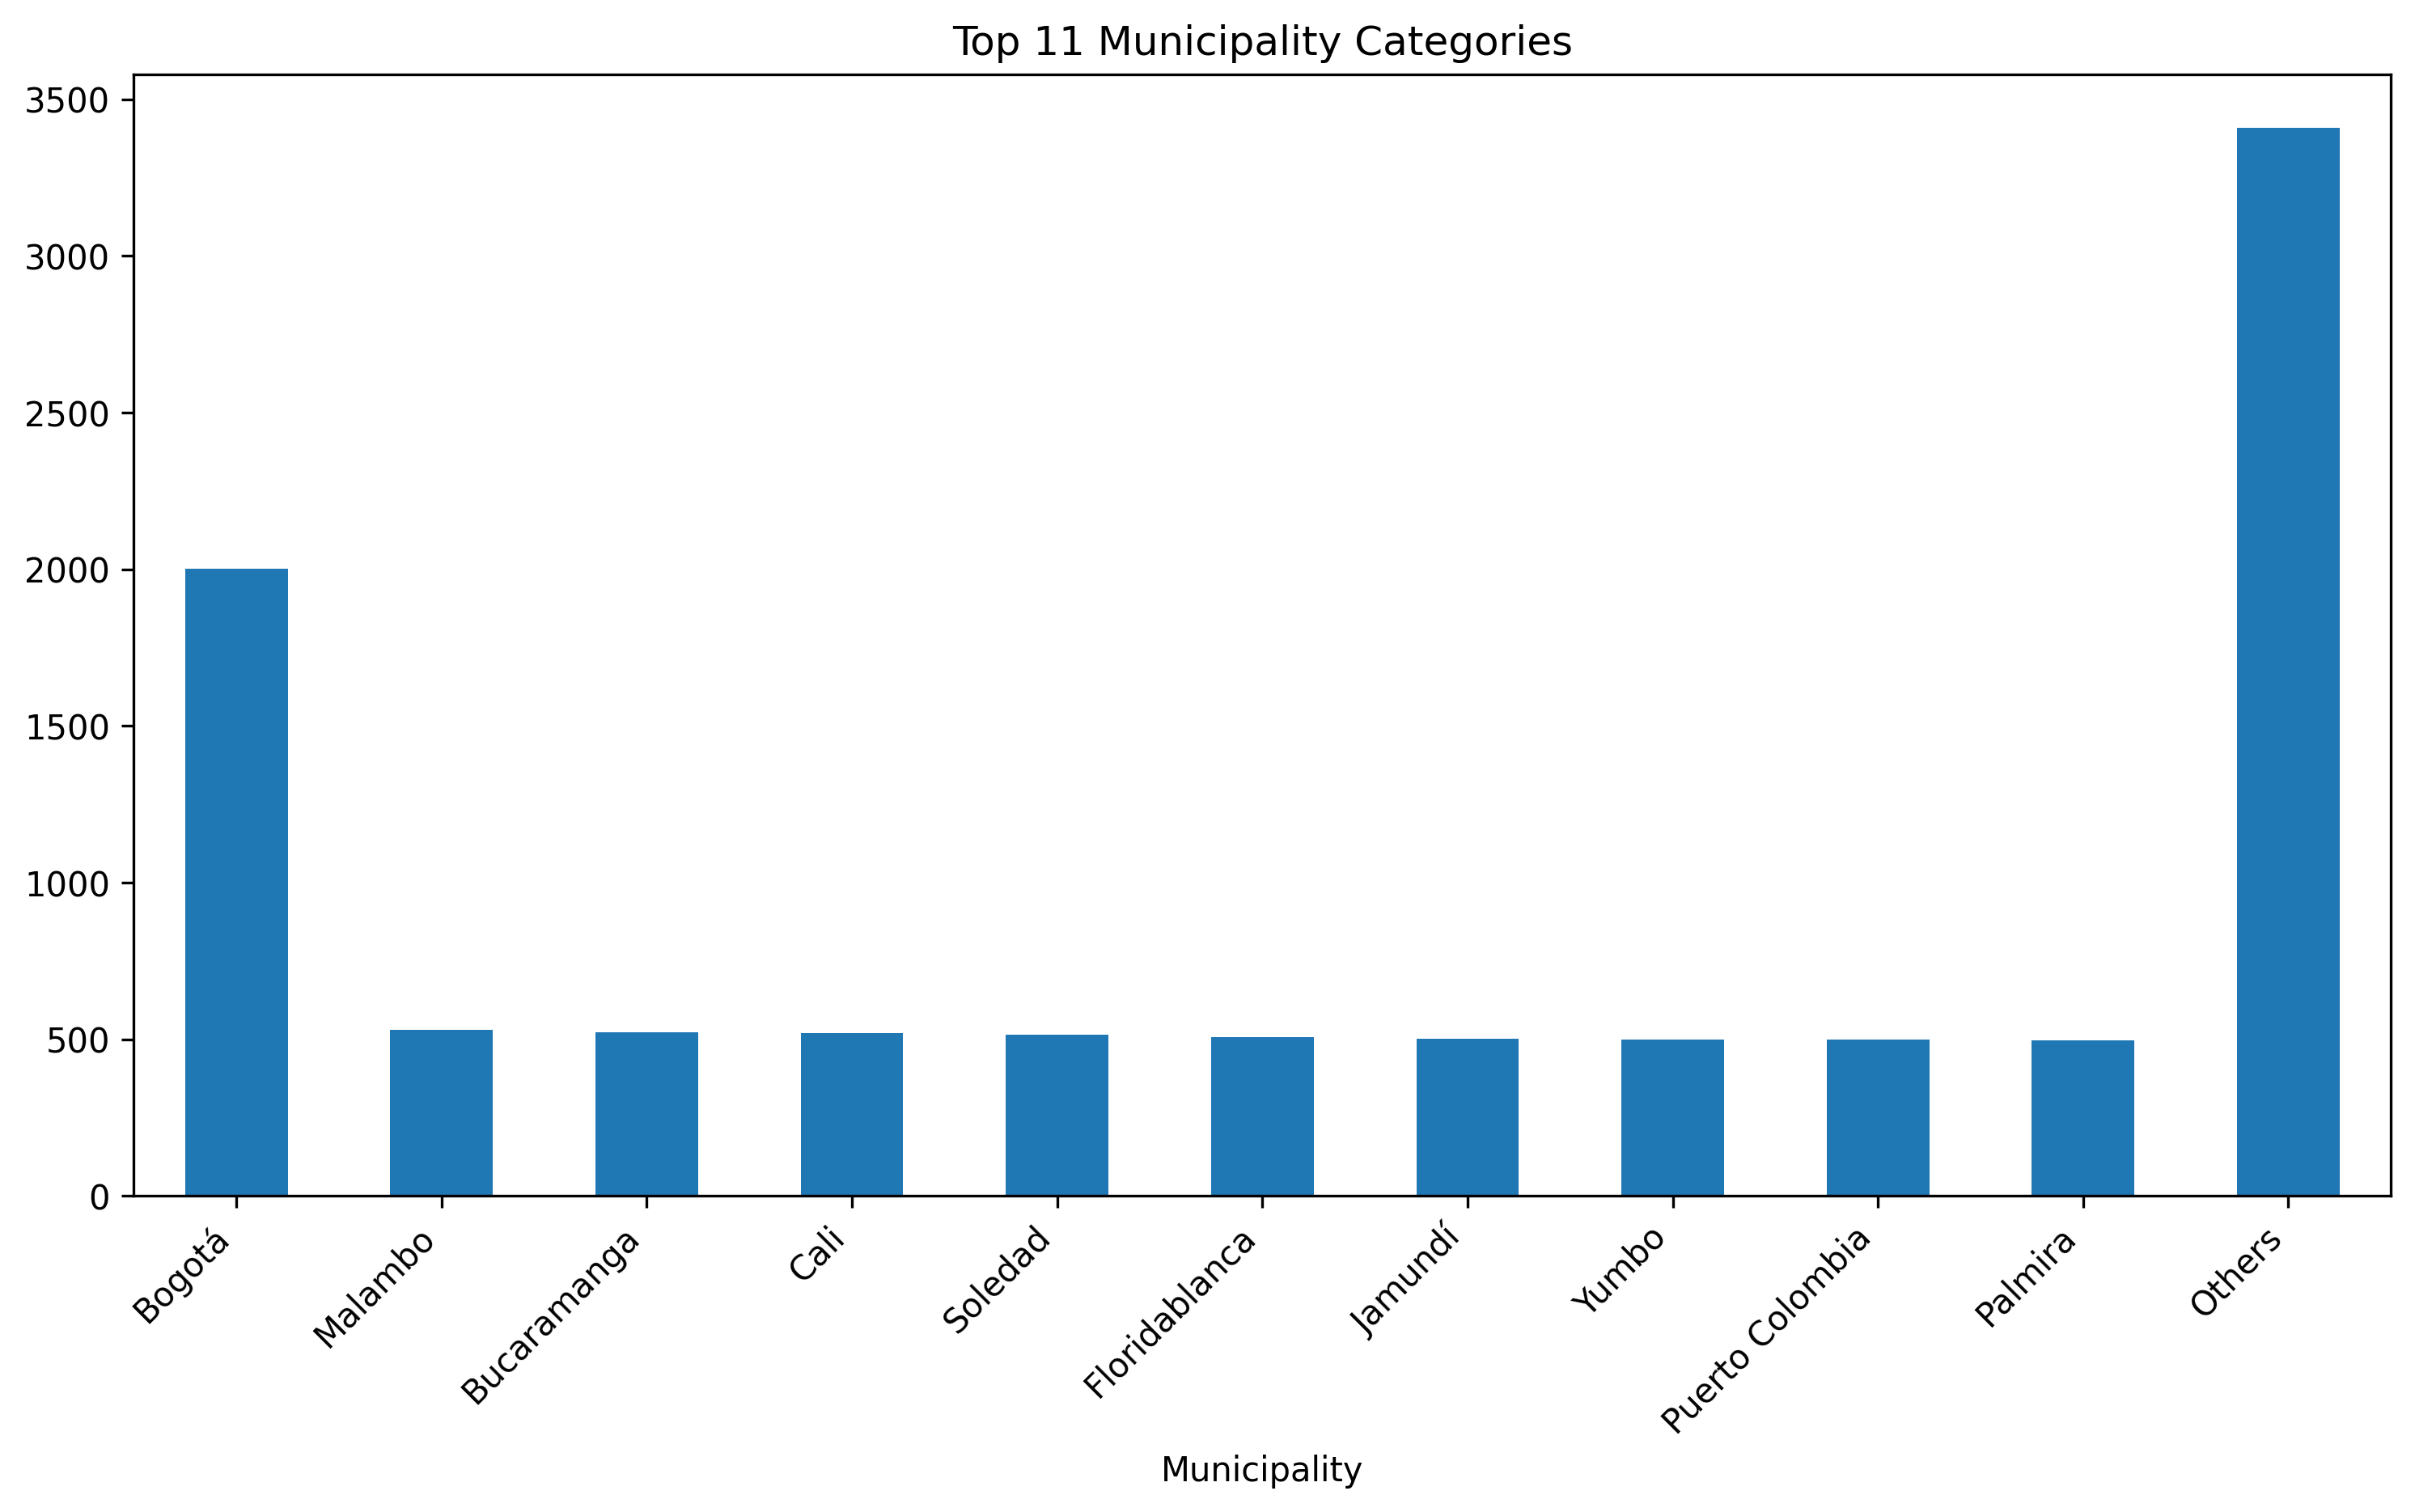 Top 11 Municipality Categories
3500
3000
2500
2000
1500
1000
500
0
Bogotá
Malambo
Bucaramanga
Cali
Soledad
Floridablanca
Jamundí
Yumbo
Puerto Colombia
Palmira
Others
Municipality